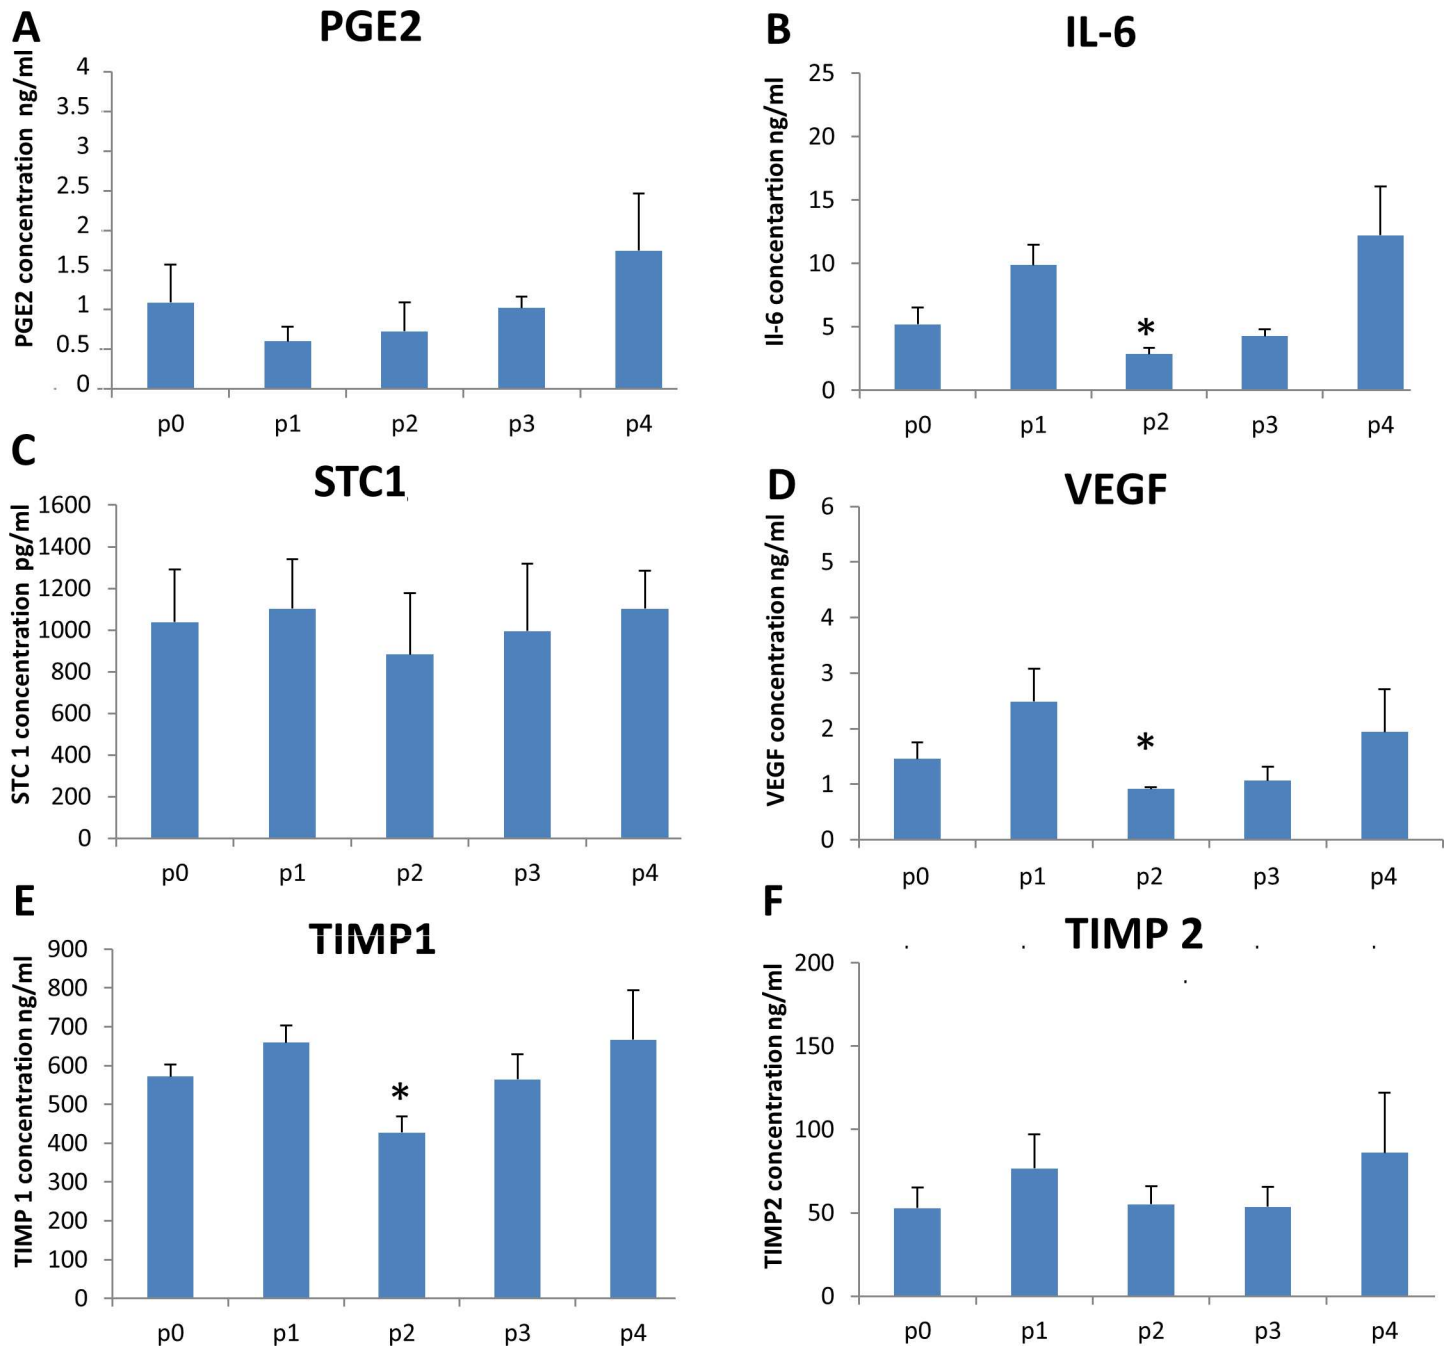 A
PGE2
PGE2 concentration ng/ml
4
3.5
3
2.5
2
1.5
1
0.5
0
p0 p1 p2 p3 p4
B
IL-6
Il-6 concentartion ng/ml
25
20
15
10
5
0
*
p0 p1 p2 p3 p4
C
STC1
STC 1 concentration pg/ml
1600
1400
1200
1000
800
600
400
200
0
p0 p1 p2 p3 p4
D
VEGF
VEGF concentration ng/ml
6
5
4
3
2
1
0
*
p0 p1 p2 p3 p4
E
TIMP1
TIMP 1 concentration ng/ml
900
800
700
600
500
400
300
200
100
0
*
p0 p1 p2 p3 p4
F
TIMP 2
TIMP2 concentration ng/ml
200
150
100
50
0
p0 p1 p2 p3 p4